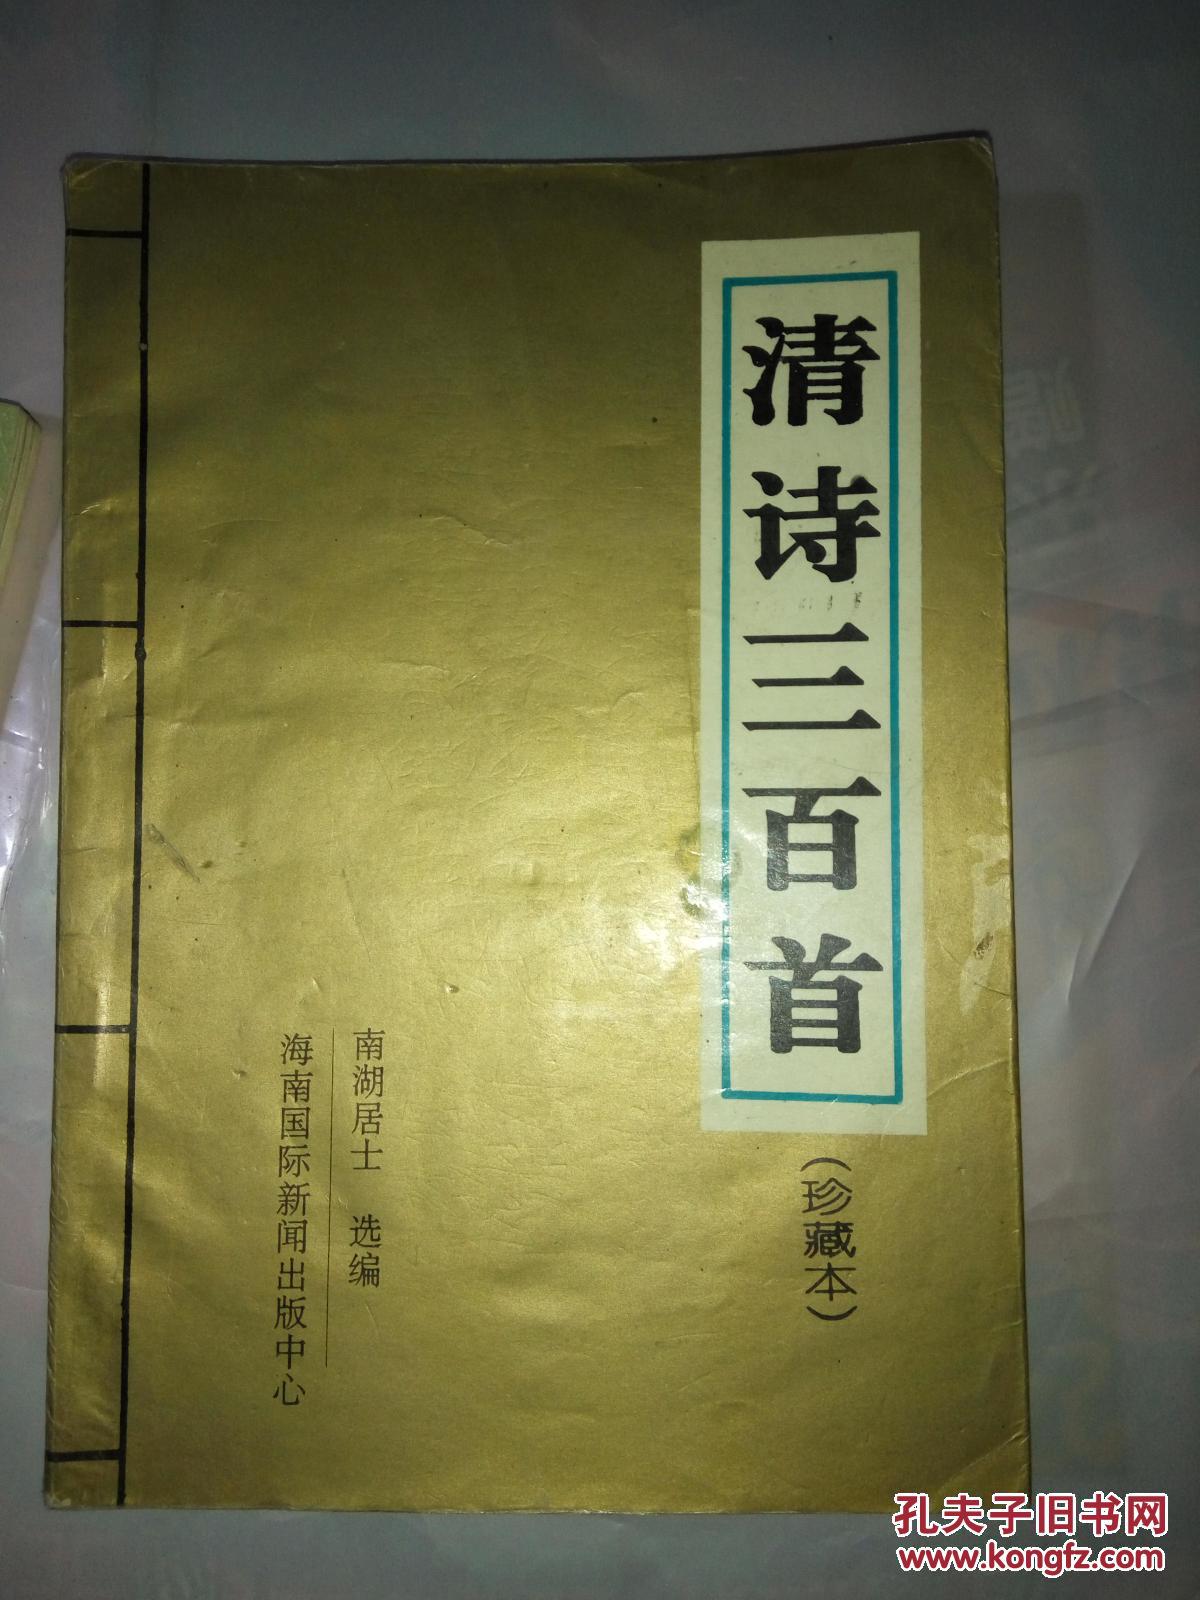 清诗三百首
（珍藏本）
南湖居士 选编
海南国际新闻出版中心
孔夫子旧书网
www.kongfz.com